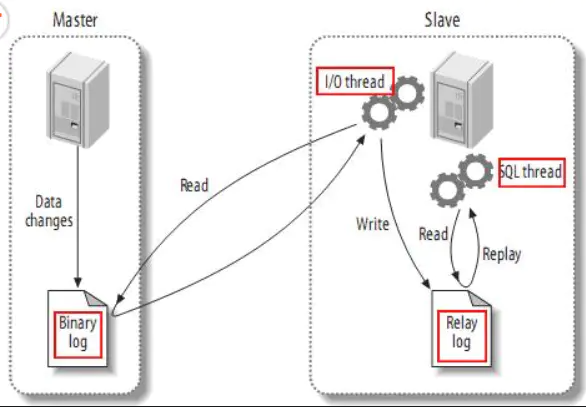 Master
Slave
I/O thread
SQL thread
Data
changes
Read
Write
Read
Replay
Binary
log
Relay
log